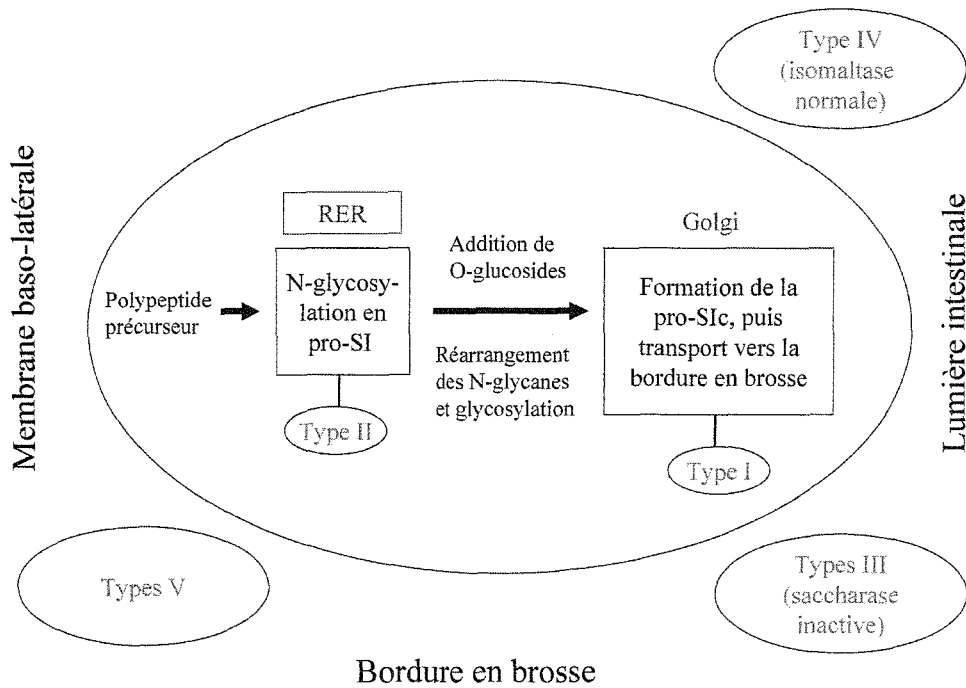 Type IV
(isomaltase
normale)
Membrane baso-latérale
Lumière intestinale
RER
Golgi
Polypeptide
précurseur
N-glycosy-
lation en
pro-SI
Addition de
O-glucosides
Réarrangement
des N-glycanes
et glycosylation
Formation de la
pro-SIc, puis
transport vers la
bordure en brosse
Type II
Type I
Types V
Types III
(saccharase
inactive)
Bordure en brosse